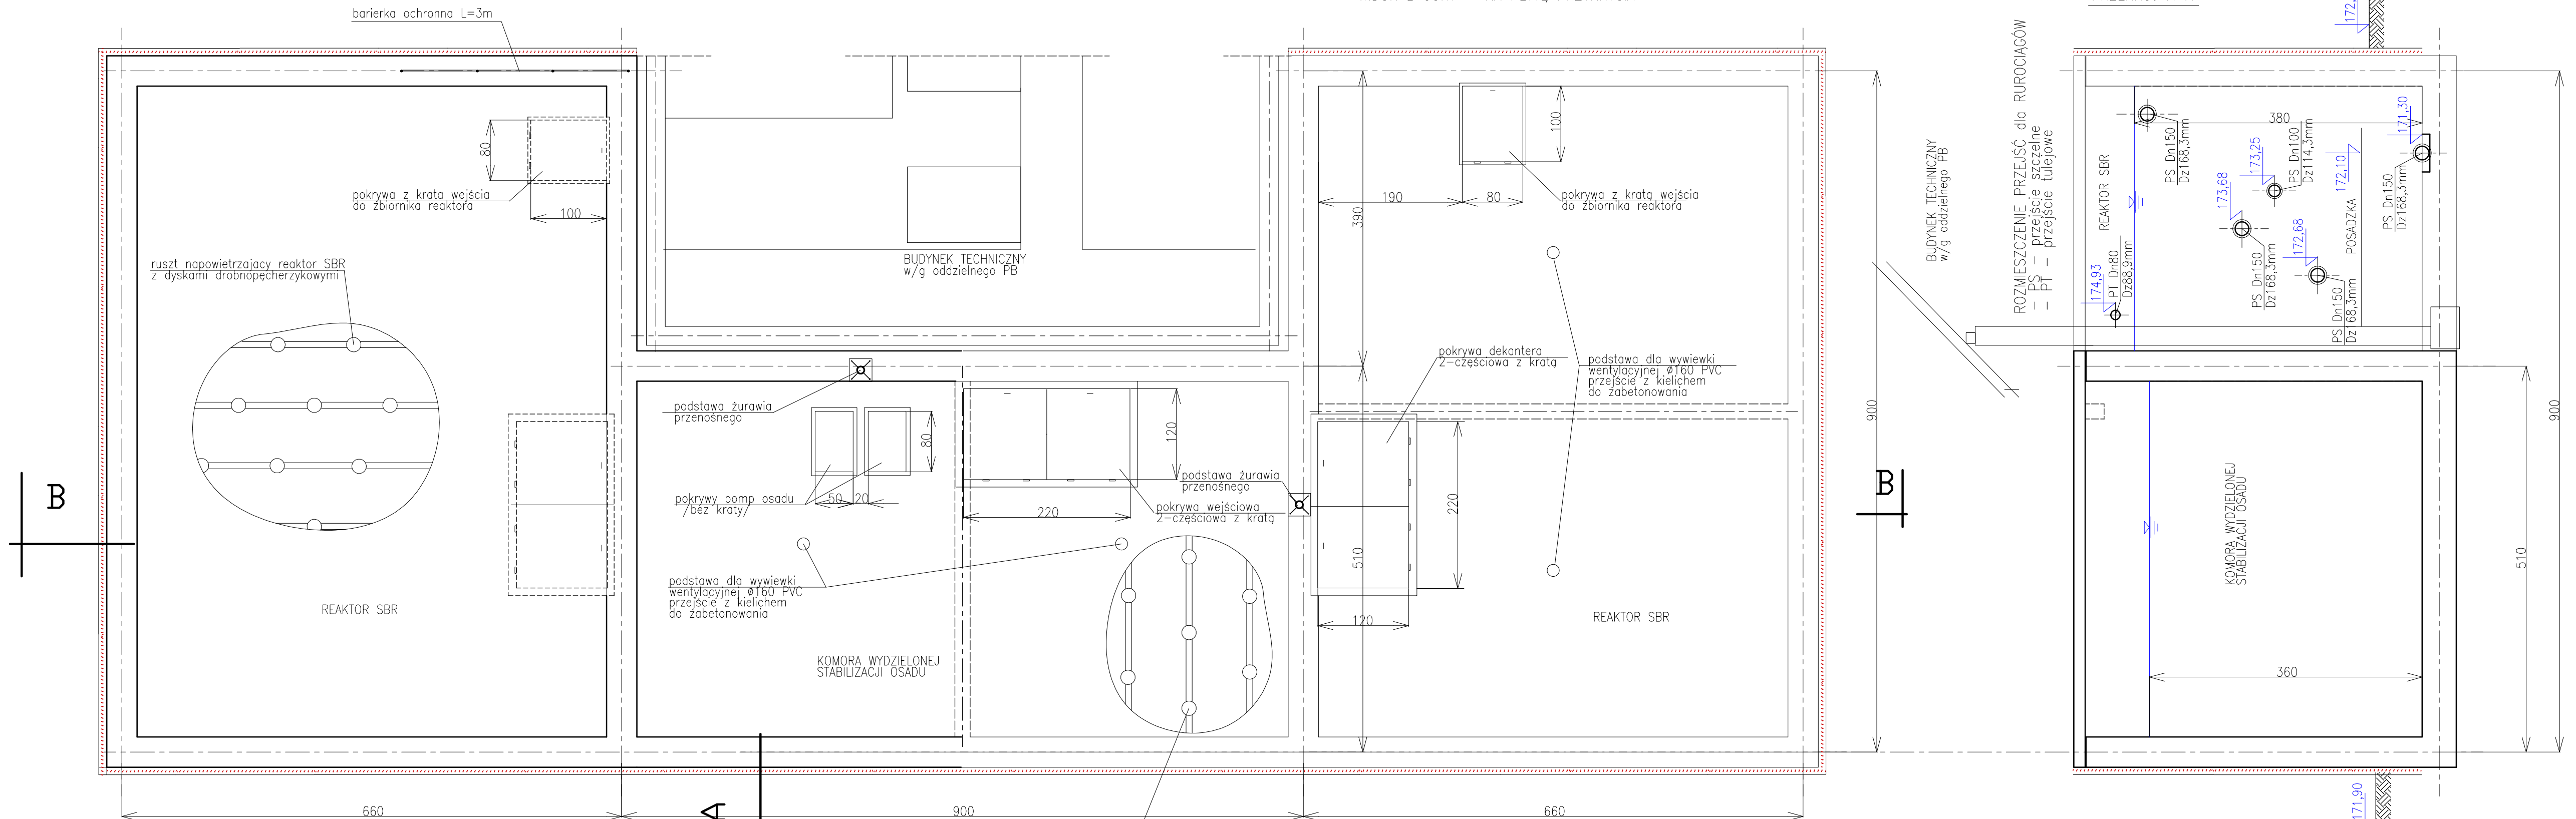 barierka ochronna L=3m
80
pokrywa z krata wejścia
do zbiornika reaktora
100
ruszt napowietrzajacy reaktor SBR
z dyskami drobnopęcherzykowymi
REAKTOR SBR
B
660
BUDYNEK TECHNICZNY
w/g oddzielnego PB
podstawa żurawia
przenośnego
80
pokrywy pomp osadu
/bez kraty/
50
20
120
220
podstawa żurawia
przenośnego
pokrywa wejściowa
2-częściowa z kratą
podstawa dla wywiewki
wentylacyjnej ø160 PVC
przejście z kielichem
do zabetonowania
KOMORA WYDZIELONEJ
STABILIZACJI OSADU
A
900
100
190
80
pokrywa z kratą wejścia
do zbiornika reaktora
390
pokrywa dekantera
2-częściowa z kratą
podstawa dla wywiewki
wentylacyjnej ø160 PVC
przejście z kielichem
do zabetonowania
220
510
120
REAKTOR SBR
900
B
660
BUDYNEK TECHNICZNY
w/g oddzielnego PB
ROZMIESZCZENIE PRZEJŚĆ dla RUROCIĄGÓW
- PS - przejście szczelne
- PT - przejście tulejowe
172,
REAKTOR SBR
PS Dn150
Dz168,3mm
380
171,30
173,25
PS Dn100
Dz114,3mm
172,10
173,68
PS Dn150
Dz168,3mm
POSADZKA
PS Dn150
Dz168,3mm
172,68
174,93
PT Dn80
Dz88,9mm
PS Dn150
Dz168,3mm
900
KOMORA WYDZIELONEJ
STABILIZACJI OSADU
510
360
171,90